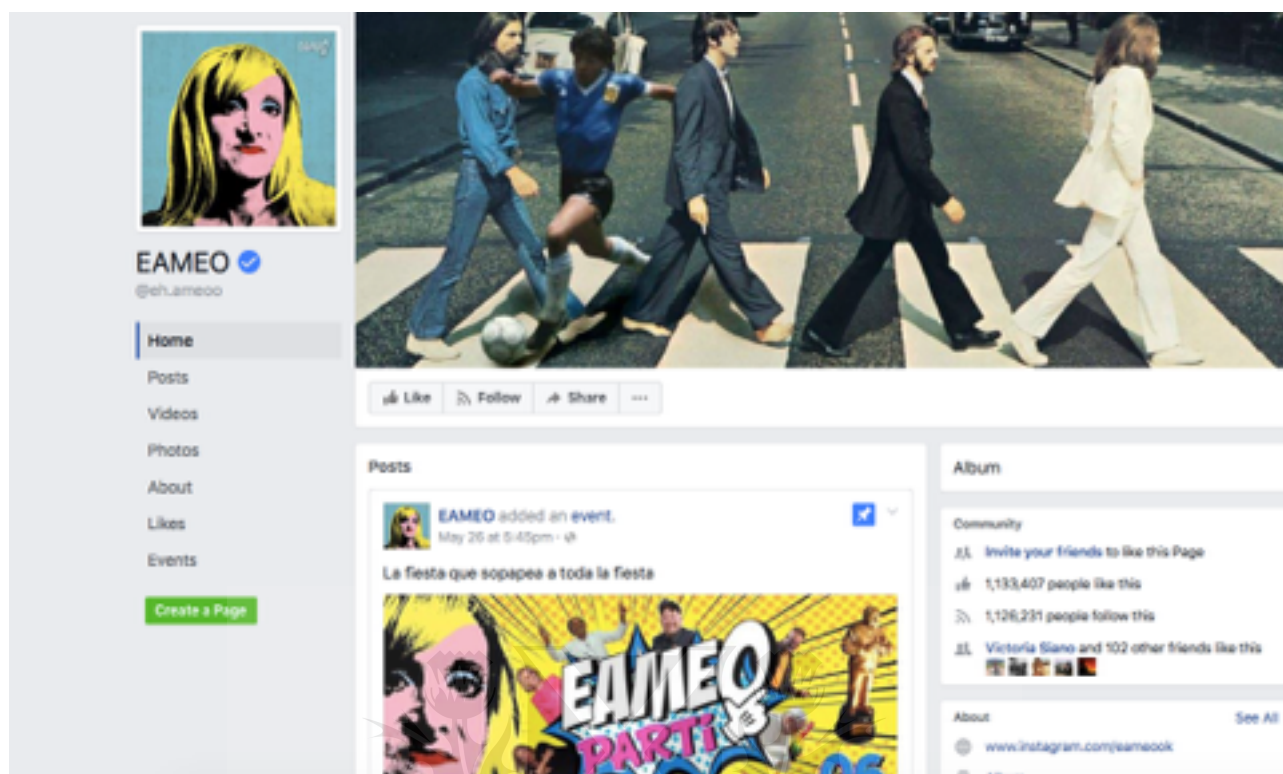 EAMEO
@eh.ameoo
Home
Posts
Videos
Photos
About
Likes
Events
Create a Page
Like
Follow
Share
...
Posts
EAMEO added an event.
May 26 at 5:45pm ·
La fiesta que sopapea a toda la fiesta
EAMEO
PARTI
06
Album
Community
Invite your friends to like this Page
1,133,407 people like this
1,126,231 people follow this
Victoria Siano and 102 other friends like this
About
See All
www.instagram.com/eameook